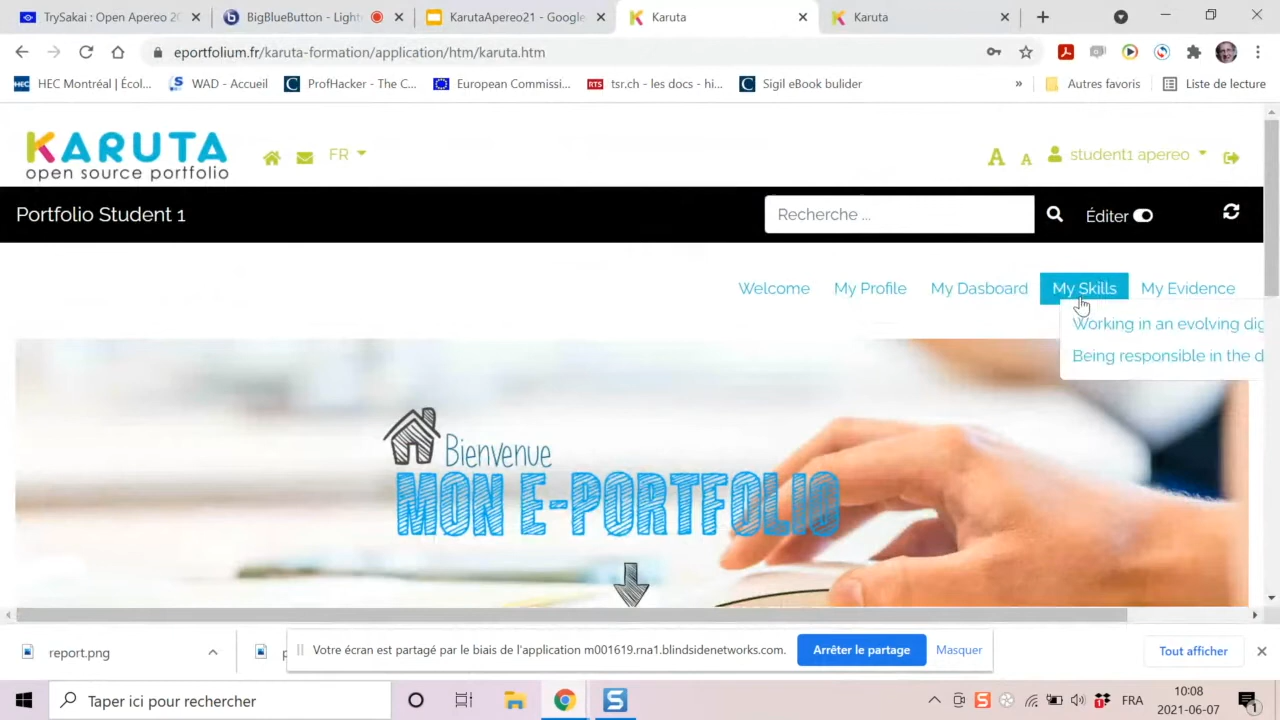 TrySakai : Open Apereo 2
BigBlueButton - Light
KarutaApereo21 - Google
Karuta
Karuta
eportfolium.fr/karuta-formation/application/htm/karuta.htm
HEC Montréal | Écol...
WAD - Accueil
ProfHacker - The C...
European Commissi...
tsr.ch - les docs - hi...
Sigil eBook bulider
»
Autres favoris
Liste de lecture
KARUTA
open source portfolio
FR
A
A
student1 apereo
Portfolio Student 1
Recherche ...
Éditer
Welcome
My Profile
My Dasboard
My Skills
My Evidence
Working in an evolving dig
Being responsible in the d
Bienvenue
MON E-PORTFOLIO
report.png
Votre écran est partagé par le biais de l'application m001619.rna1.blindsidenetworks.com.
Arrêter le partage
Masquer
Tout afficher
Taper ici pour rechercher
FRA
10:08
2021-06-07